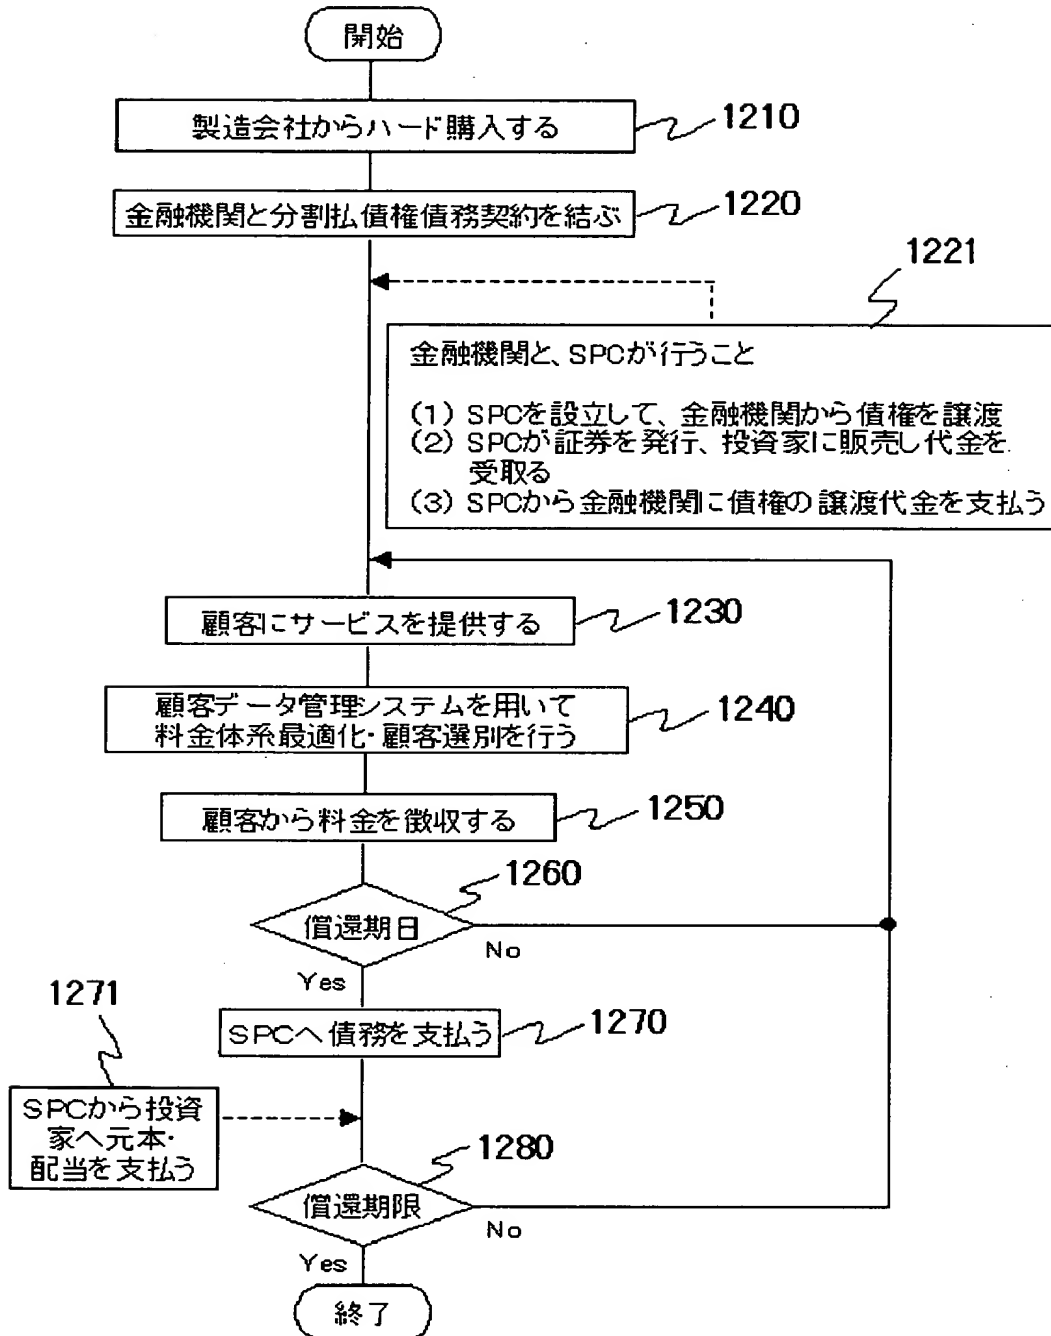 開始
製造会社からハード購入する
1210
金融機関と分割払債権債務契約を結ぶ
1220
1221
金融機関と、SPCが行うこと
(1) SPCを設立して、金融機関から債権を譲渡
(2) SPCが証券を発行、投資家に販売し代金を
受取る
(3) SPCから金融機関に債権の譲渡代金を支払う
顧客にサービスを提供する
1230
顧客データ管理システムを用いて
料金体系最適化・顧客選別を行う
1240
顧客から料金を徴収する
1250
1260
償還期日
No
Yes
1271
SPCへ債務を支払う
1270
SPCから投資
家へ元本・
配当を支払う
1280
償還期限
No
Yes
終了